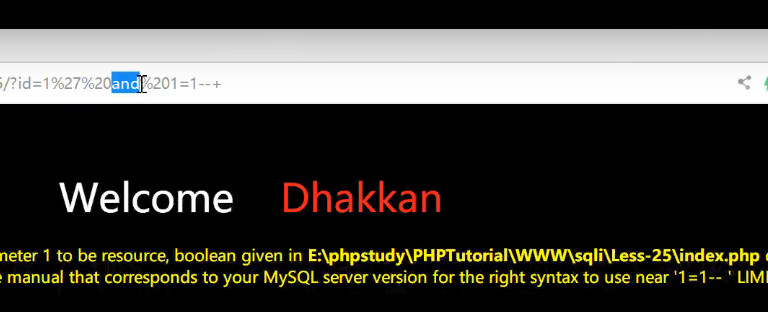 5/?id=1%27%20and%201=1--+
Welcome Dhakkan
meter 1 to be resource, boolean given in E:\phpstudy\PHPTutorial\WWW\sqli\Less-25\index.php
e manual that corresponds to your MySQL server version for the right syntax to use near '1=1-- ' LIM